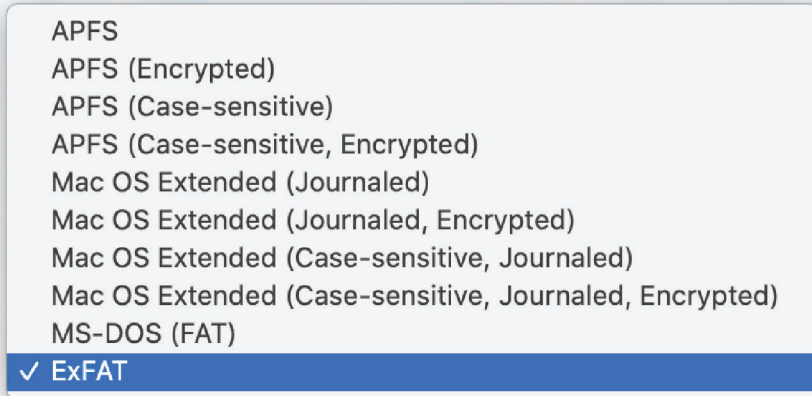 APFS
APFS (Encrypted)
APFS (Case-sensitive)
APFS (Case-sensitive, Encrypted)
Mac OS Extended (Journaled)
Mac OS Extended (Journaled, Encrypted)
Mac OS Extended (Case-sensitive, Journaled)
Mac OS Extended (Case-sensitive, Journaled, Encrypted)
MS-DOS (FAT)
✓ ExFAT